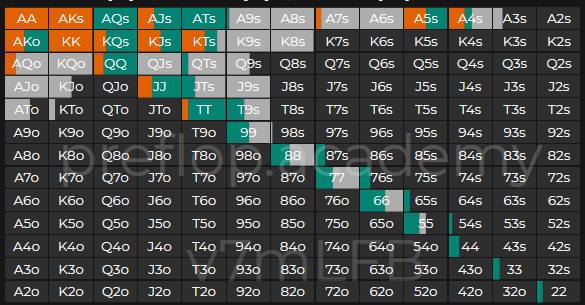 AA AKs AQs AJs ATs A9s A8s A7s A6s A5s A4s A3s A2s
AKo KK KQs KJs KTs K9s K8s K7s K6s K5s K4s K3s K2s
AQo KQo QQ QJs QTs Q9s Q8s Q7s Q6s Q5s Q4s Q3s Q2s
AJo KJo QJo JJ JTs J9s J8s J7s J6s J5s J4s J3s J2s
ATo KTo QTo JTo TT T9s T8s T7s T6s T5s T4s T3s T2s
A9o K9o Q9o J9o T9o 99 98s 97s 96s 95s 94s 93s 92s
A8o K8o Q8o J8o T8o 98o 88 87s 86s 85s 84s 83s 82s
preflop.academy
A7o K7o Q7o J7o T7o 97o 87o 77 76s 75s 74s 73s 72s
A6o K6o Q6o J6o T6o 96o 86o 76o 66 65s 64s 63s 62s
A5o K5o Q5o J5o T5o 95o 85o 75o 65o 55 54s 53s 52s
A4o K4o Q4o J4o T4o 94o 84o 74o 64o 54o 44 43s 42s
v7mLFB
A3o K3o Q3o J3o T3o 93o 83o 73o 63o 53o 43o 33 32s
A2o K2o Q2o J2o T2o 92o 82o 72o 62o 52o 42o 32o 22